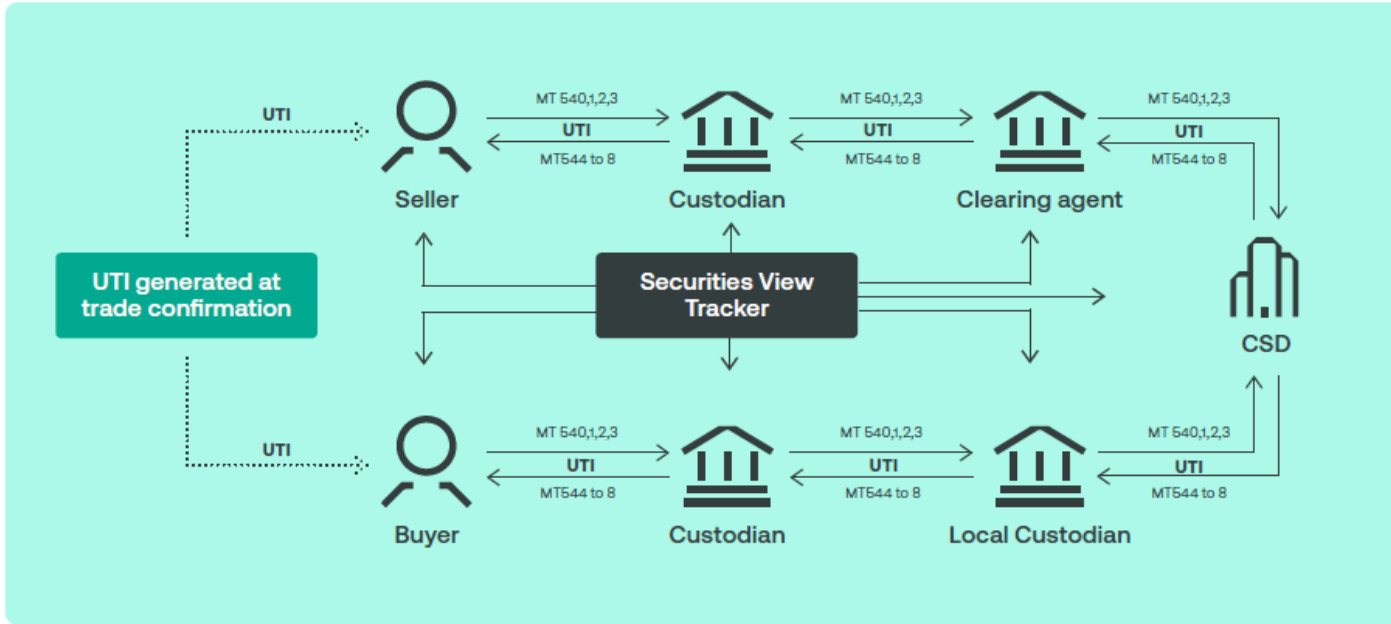 UTI
MT 540,1,2,3
UTI
MT544 to 8
MT 540,1,2,3
UTI
MT544 to 8
MT 540,1,2,3
UTI
MT544 to 8
Seller
Custodian
Clearing agent
UTI generated at
trade confirmation
Securities View
Tracker
CSD
UTI
MT 540,1,2,3
UTI
MT544 to 8
MT 540,1,2,3
UTI
MT544 to 8
MT 540,1,2,3
UTI
MT544 to 8
Buyer
Custodian
Local Custodian